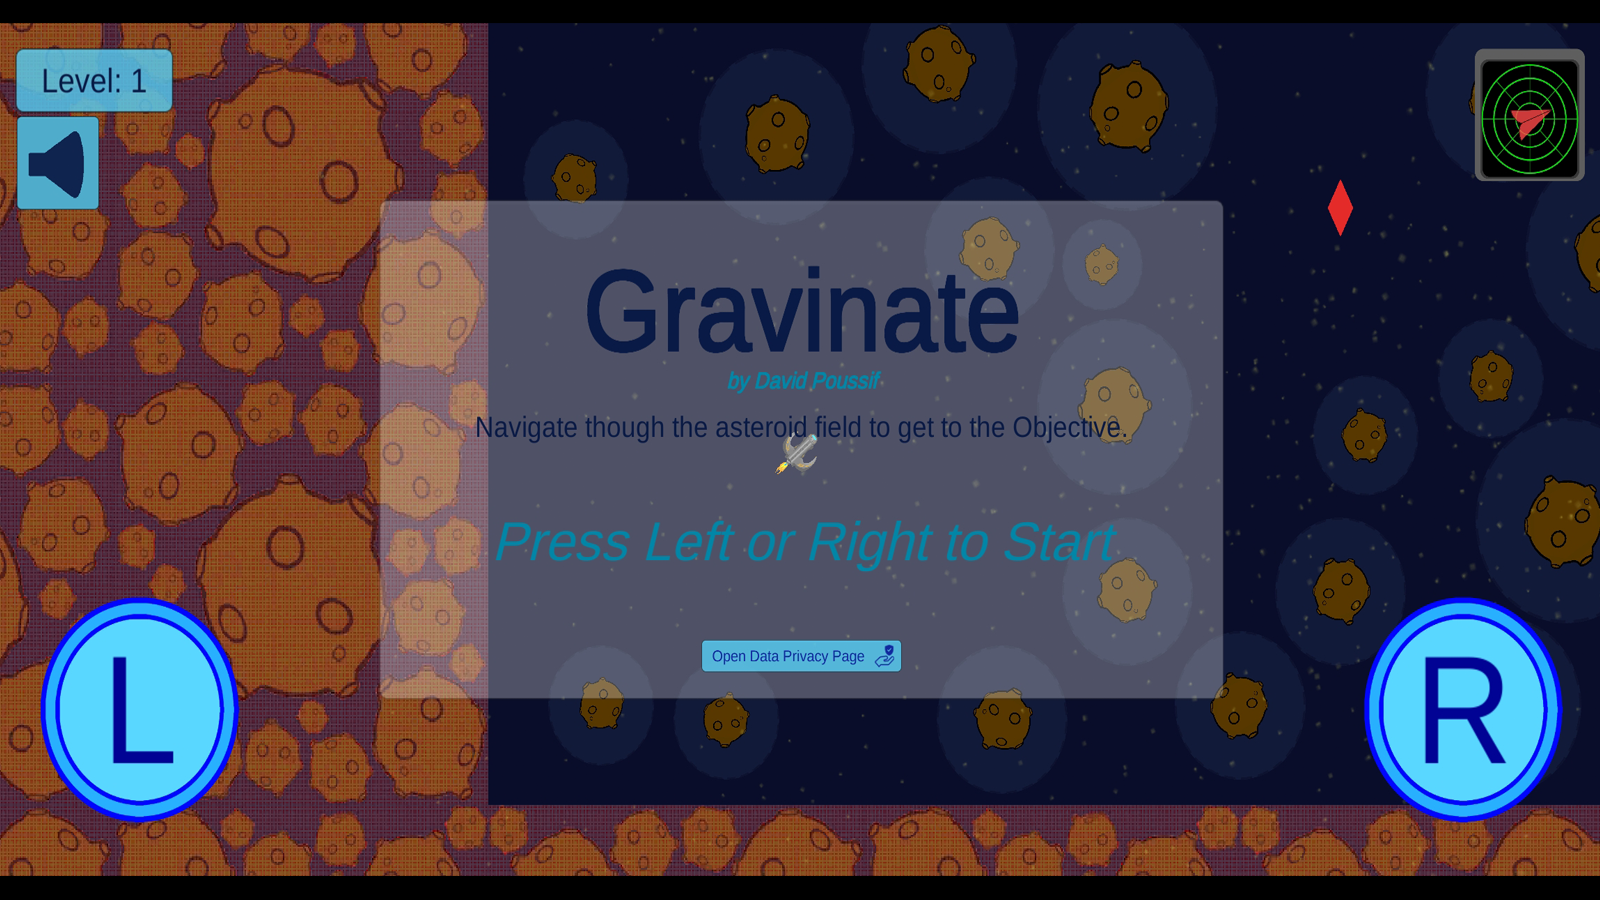 Level: 1
Gravinate
by David Poussif
Navigate though the asteroid field to get to the Objective.
Press Left or Right to Start
Open Data Privacy Page
L
R